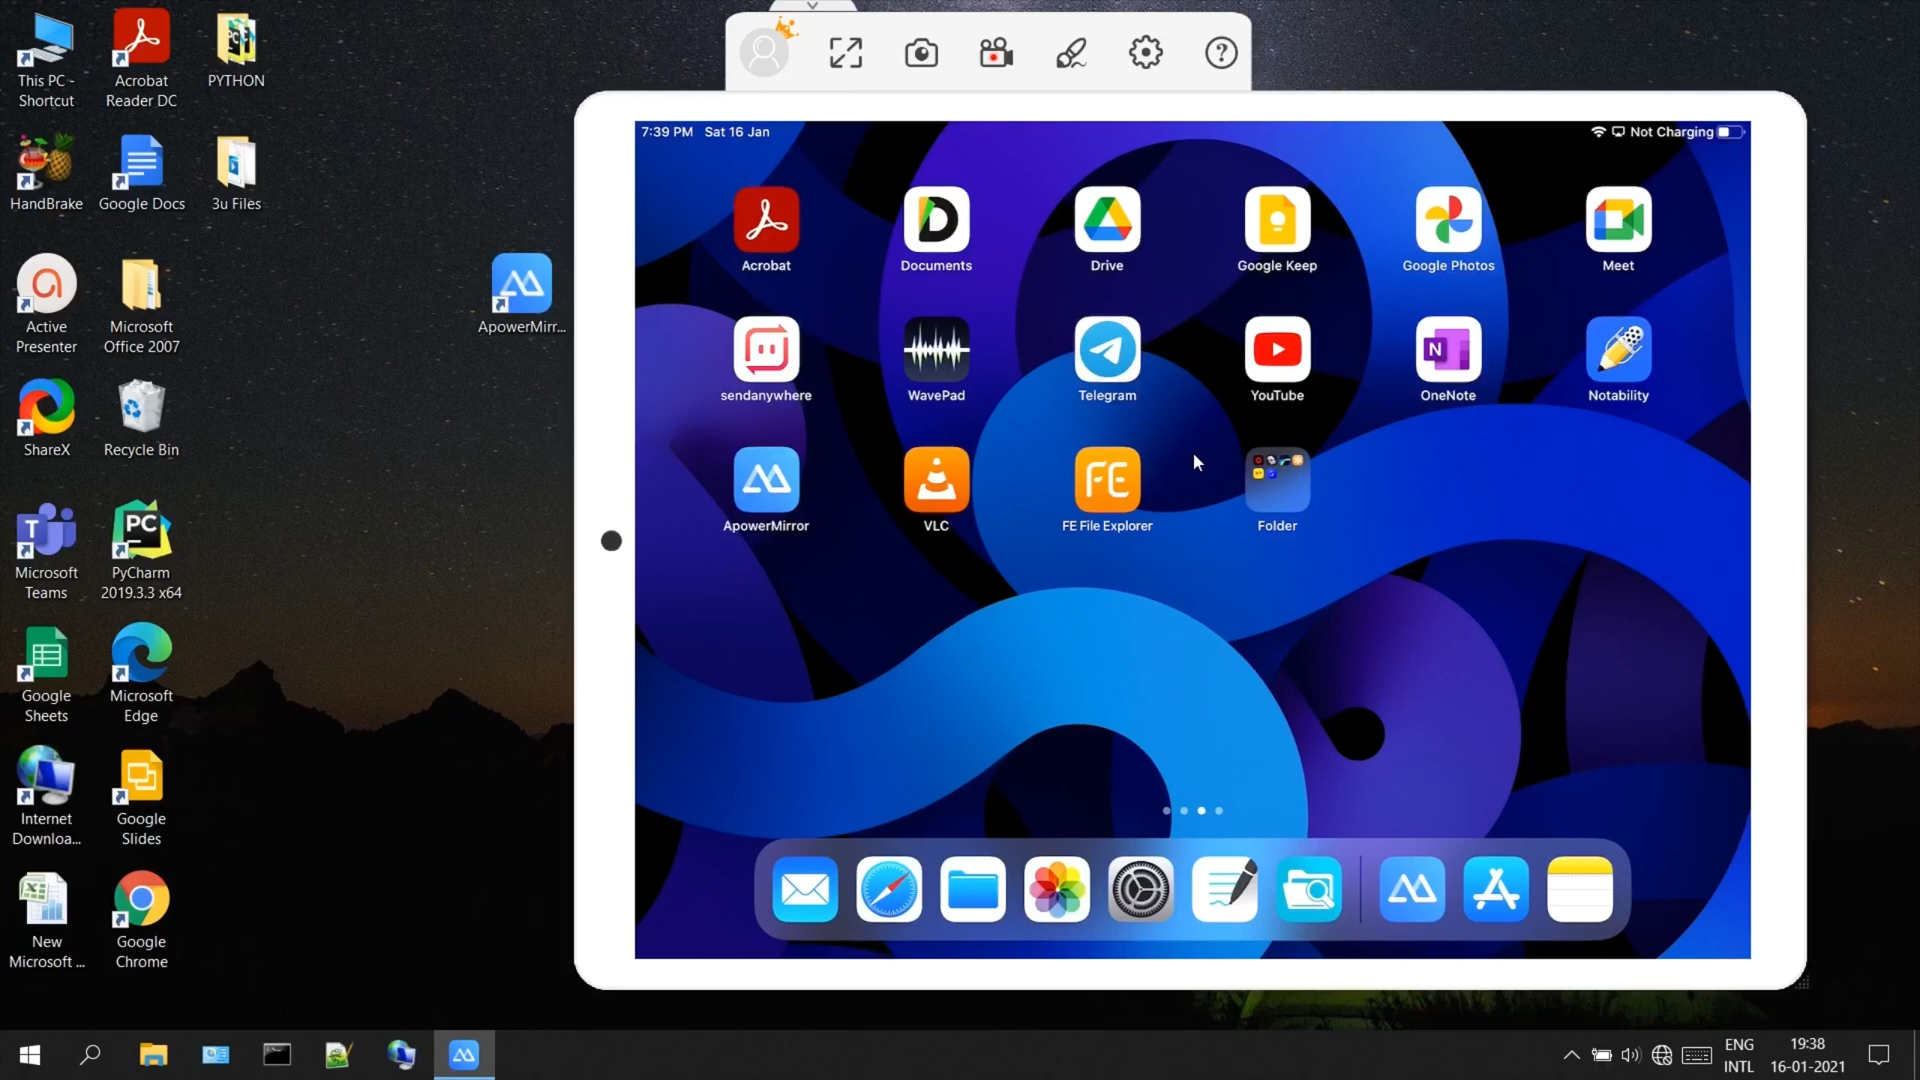 This PC -
Shortcut
Acrobat
Reader DC
PYTHON
HandBrake
Google Docs
3u Files
Active
Presenter
Microsoft
Office 2007
ApowerMirr...
ShareX
Recycle Bin
Microsoft
Teams
PyCharm
2019.3.3 x64
Google
Sheets
Microsoft
Edge
Internet
Downloa...
Google
Slides
New
Microsoft ...
Google
Chrome
7:39 PM Sat 16 Jan
Not Charging
Acrobat
Documents
Drive
Google Keep
Google Photos
Meet
sendanywhere
WavePad
Telegram
YouTube
OneNote
Notability
ApowerMirror
VLC
FE
FE File Explorer
Folder
ENG
INTL
19:38
16-01-2021